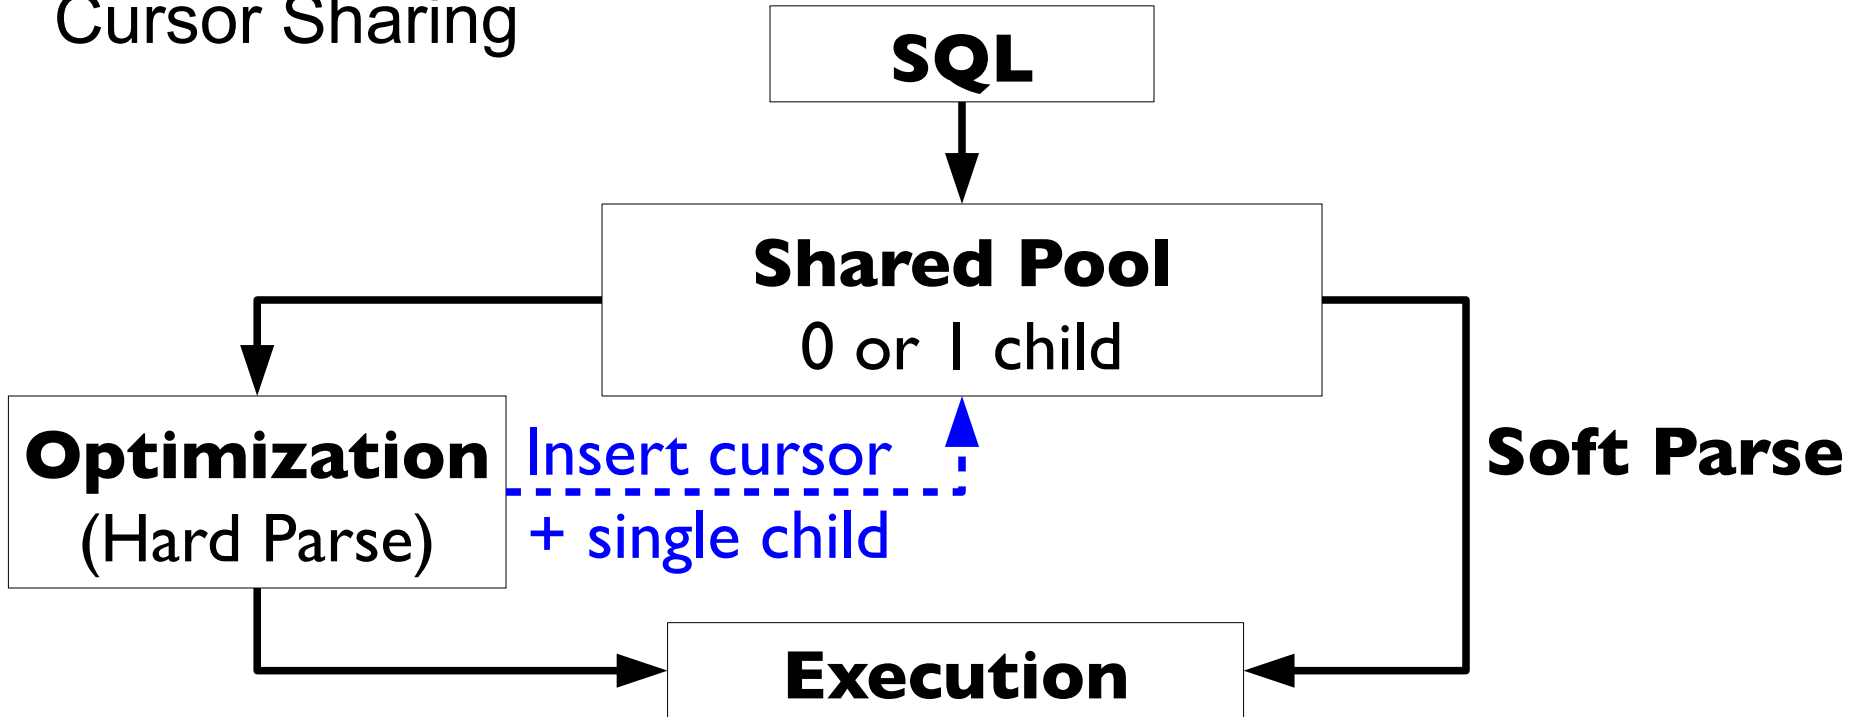 Cursor Sharing
SQL
Shared Pool
0 or 1 child
Optimization
(Hard Parse)
Insert cursor
+ single child
Soft Parse
Execution